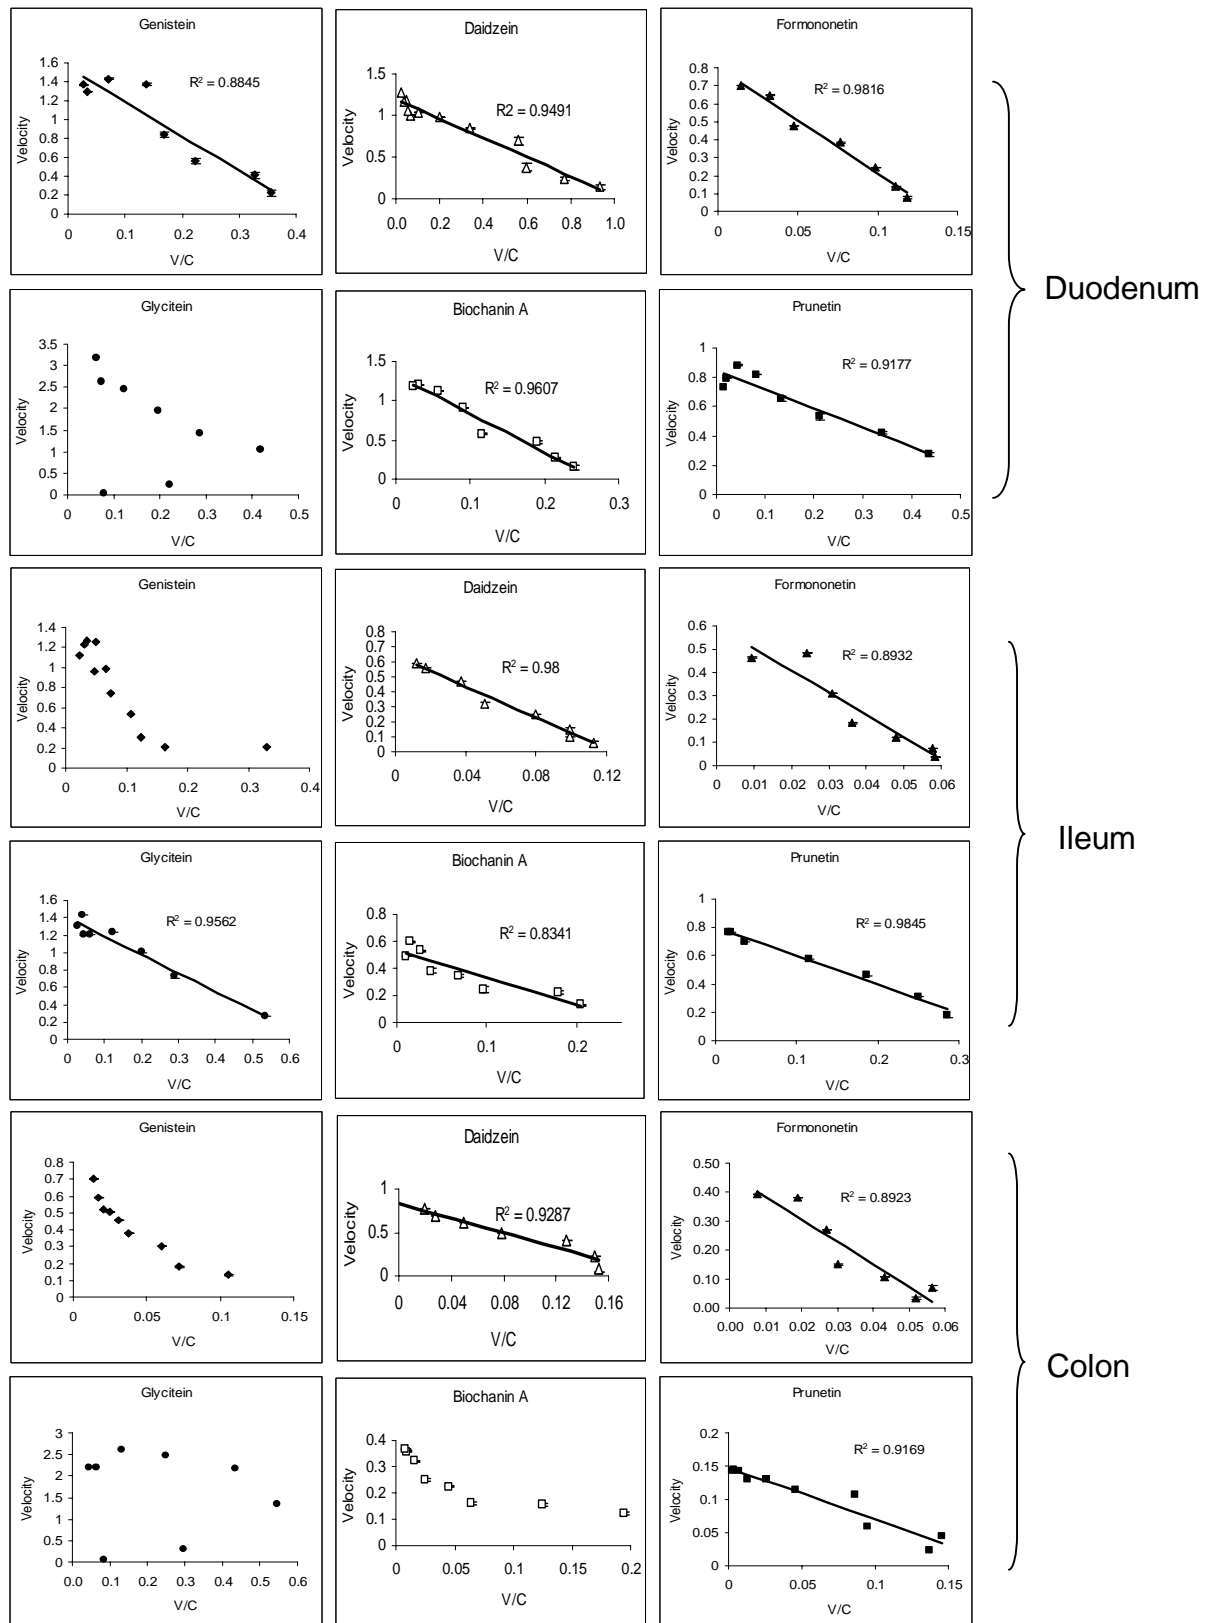 Genistein
R² = 0.8845
Velocity
1.6
1.4
1.2
1
0.8
0.6
0.4
0.2
0
0 0.1 0.2 0.3 0.4
V/C
Daidzein
R2 = 0.9491
Velocity
1.5
1.0
0.5
0
0.0 0.2 0.4 0.6 0.8 1.0
V/C
Formononetin
R² = 0.9816
Velocity
0.8
0.7
0.6
0.5
0.4
0.3
0.2
0.1
0
0 0.05 0.1 0.15
V/C
Duodenum
Glycitein
Velocity
3.5
3
2.5
2
1.5
1
0.5
0
0 0.1 0.2 0.3 0.4 0.5
V/C
Biochanin A
R² = 0.9607
Velocity
1.5
1
0.5
0
0 0.1 0.2 0.3
V/C
Prunetin
R² = 0.9177
Velocity
1
0.8
0.6
0.4
0.2
0
0 0.1 0.2 0.3 0.4 0.5
V/C
Genistein
Velocity
1.4
1.2
1
0.8
0.6
0.4
0.2
0
0 0.1 0.2 0.3 0.4
V/C
Daidzein
R² = 0.98
Velocity
0.8
0.7
0.6
0.5
0.4
0.3
0.2
0.1
0
0 0.04 0.08 0.12
V/C
Formononetin
R² = 0.8932
Velocity
0.6
0.5
0.4
0.3
0.2
0.1
0
0 0.01 0.02 0.03 0.04 0.05 0.06
V/C
Ileum
Glycitein
R² = 0.9562
Velocity
1.6
1.4
1.2
1.0
0.8
0.6
0.4
0.2
0
0 0.1 0.2 0.3 0.4 0.5 0.6
V/C
Biochanin A
R² = 0.8341
Velocity
0.8
0.6
0.4
0.2
0
0 0.1 0.2
V/C
Prunetin
R² = 0.9845
Velocity
1
0.8
0.6
0.4
0.2
0
0 0.1 0.2 0.3
V/C
Genistein
Velocity
0.8
0.7
0.6
0.5
0.4
0.3
0.2
0.1
0
0 0.05 0.1 0.15
V/C
Daidzein
R² = 0.9287
Velocity
1
0.5
0
0 0.04 0.08 0.12 0.16
V/C
Formononetin
R² = 0.8923
Velocity
0.50
0.40
0.30
0.20
0.10
0.00
0.00 0.01 0.02 0.03 0.04 0.05 0.06
V/C
Colon
Glycitein
Velocity
3
2.5
2
1.5
1
0.5
0
0.0 0.1 0.2 0.3 0.4 0.5 0.6
V/C
Biochanin A
Velocity
0.4
0.3
0.2
0.1
0
0 0.05 0.1 0.15 0.2
V/C
Prunetin
R² = 0.9169
Velocity
0.2
0.15
0.1
0.05
0
0 0.05 0.1 0.15
V/C